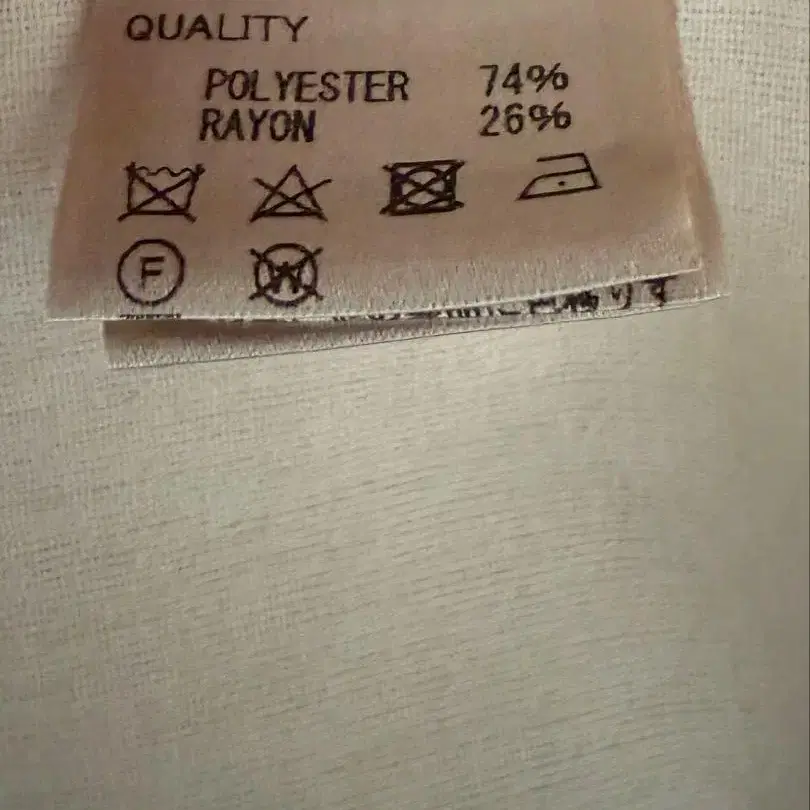 QUALITY
POLYESTER 74%
RAYON 26%
F
W